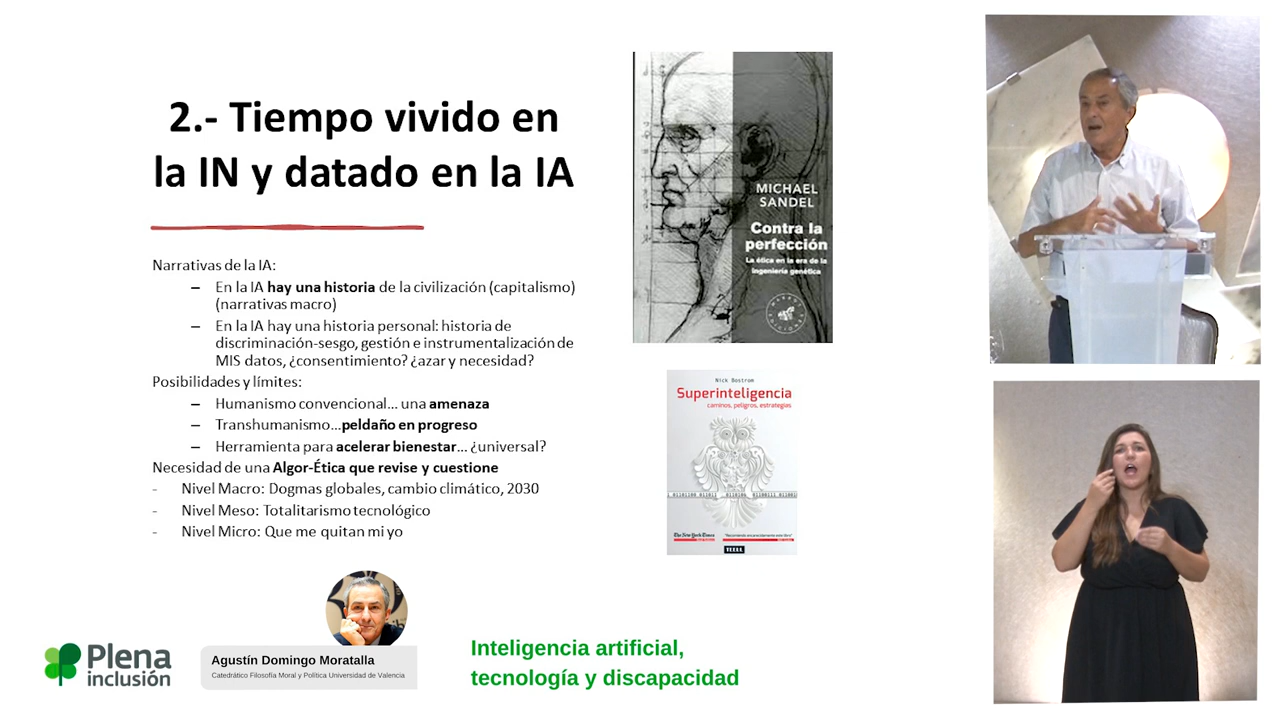 2.- Tiempo vivido en
la IN y datado en la IA
Narrativas de la IA:
– En la IA hay una historia de la civilización (capitalismo)
(narrativas macro)
– En la IA hay una historia personal: historia de
discriminación-sesgo, gestión e instrumentalización de
MIS datos, ¿consentimiento? ¿azar y necesidad?
Posibilidades y límites:
– Humanismo convencional... una amenaza
– Transhumanismo...peldaño en progreso
– Herramienta para acelerar bienestar... ¿universal?
Necesidad de una Algor-Ética que revise y cuestione
- Nivel Macro: Dogmas globales, cambio climático, 2030
- Nivel Meso: Totalitarismo tecnológico
- Nivel Micro: Que me quitan mi yo
MICHAEL
SANDEL
Contra la
perfección
La ética en la era de la
ingeniería genética
Nick Bostrom
Superinteligencia
caminos, peligros, estrategias
The New York Times
TEELL
Plena
inclusión
Agustín Domingo Moratalla
Catedrático Filosofía Moral y Política Universidad de Valencia
Inteligencia artificial,
tecnología y discapacidad